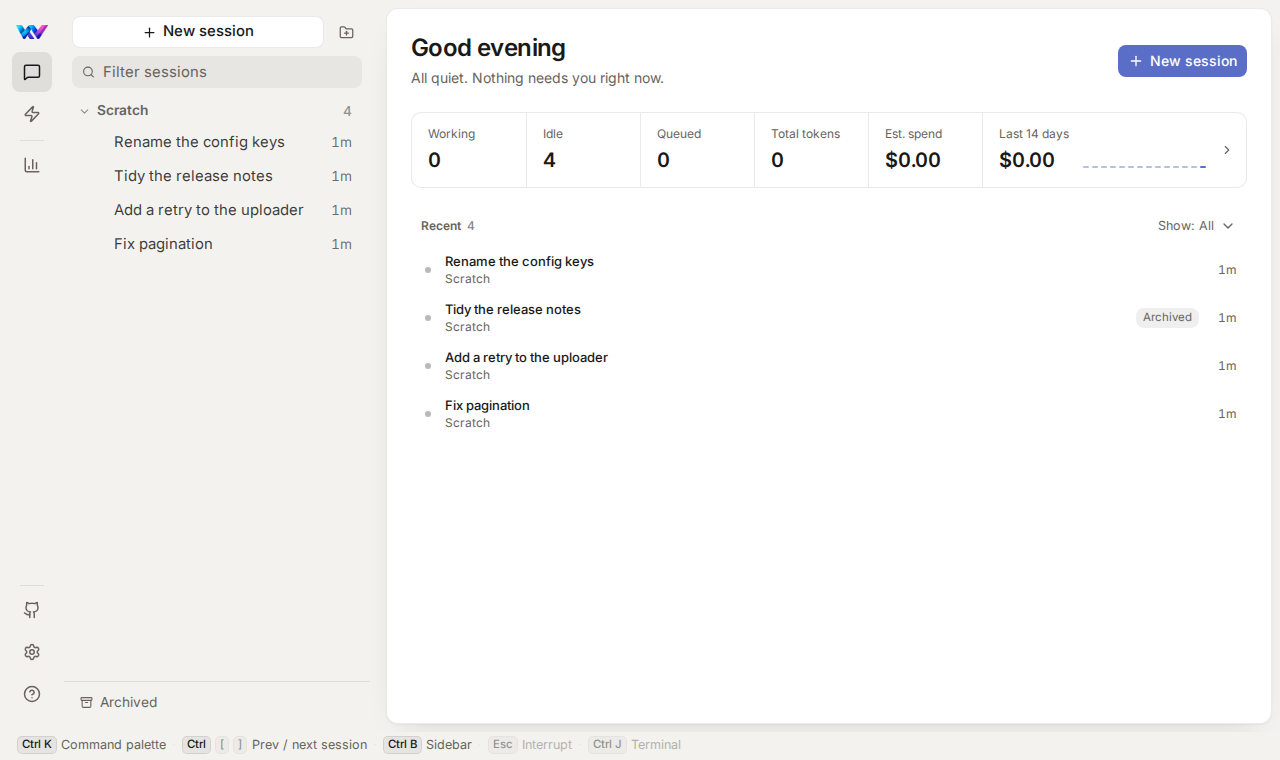 New session
Filter sessions
Scratch 4
Rename the config keys 1m
Tidy the release notes 1m
Add a retry to the uploader 1m
Fix pagination 1m
Archived
Good evening
All quiet. Nothing needs you right now.
New session
Working
0
Idle
4
Queued
0
Total tokens
0
Est. spend
$0.00
Last 14 days
$0.00
Recent 4
Show: All
Rename the config keys
Scratch
1m
Tidy the release notes
Scratch
Archived 1m
Add a retry to the uploader
Scratch
1m
Fix pagination
Scratch
1m
Ctrl K Command palette Ctrl [ ] Prev / next session Ctrl B Sidebar Esc Interrupt Ctrl J Terminal